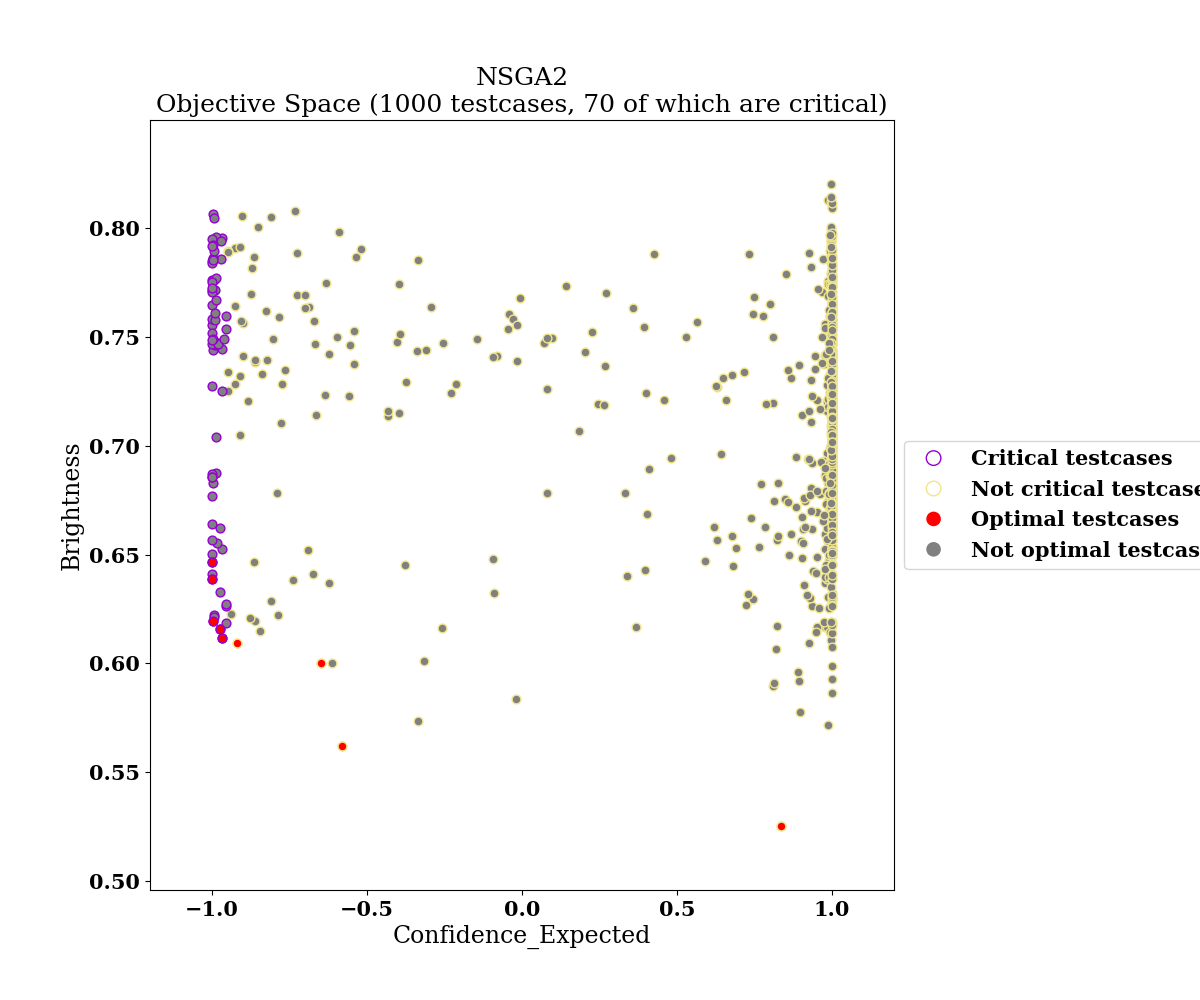 NSGA2
Objective Space (1000 testcases, 70 of which are critical)
0.80
0.75
0.70
0.65
0.60
0.55
0.50
Brightness
−1.0 −0.5 0.0 0.5 1.0
Confidence_Expected
Critical testcases
Not critical testcase
Optimal testcases
Not optimal testcas